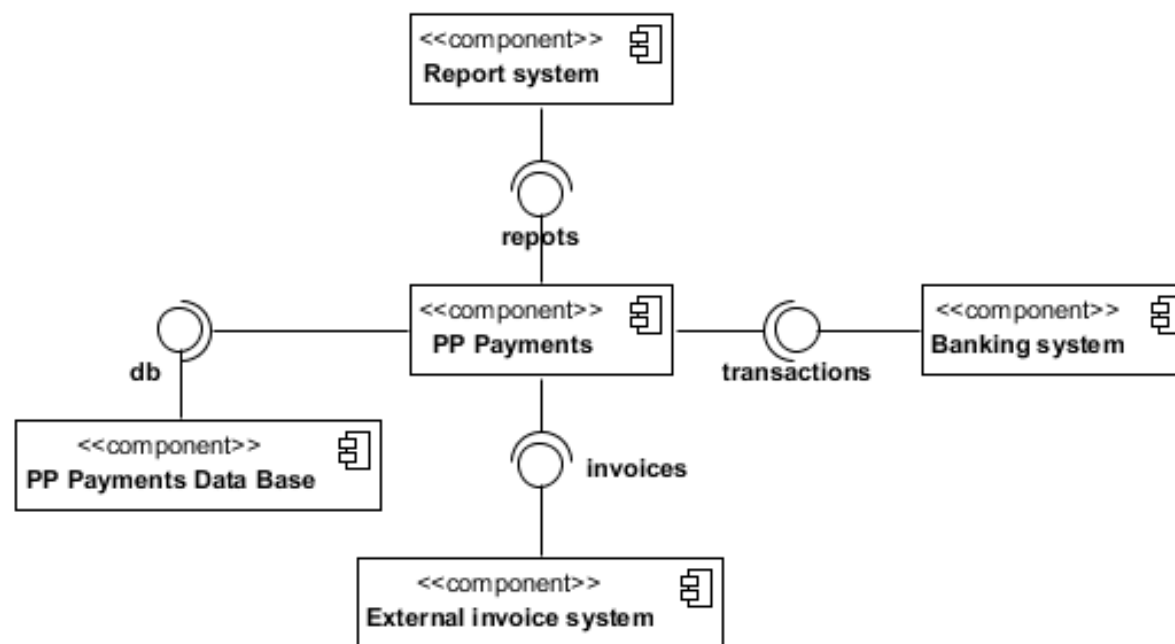 <<component>>
Report system
repots
<<component>>
PP Payments
<<component>>
Banking system
db
transactions
<<component>>
PP Payments Data Base
invoices
<<component>>
External invoice system